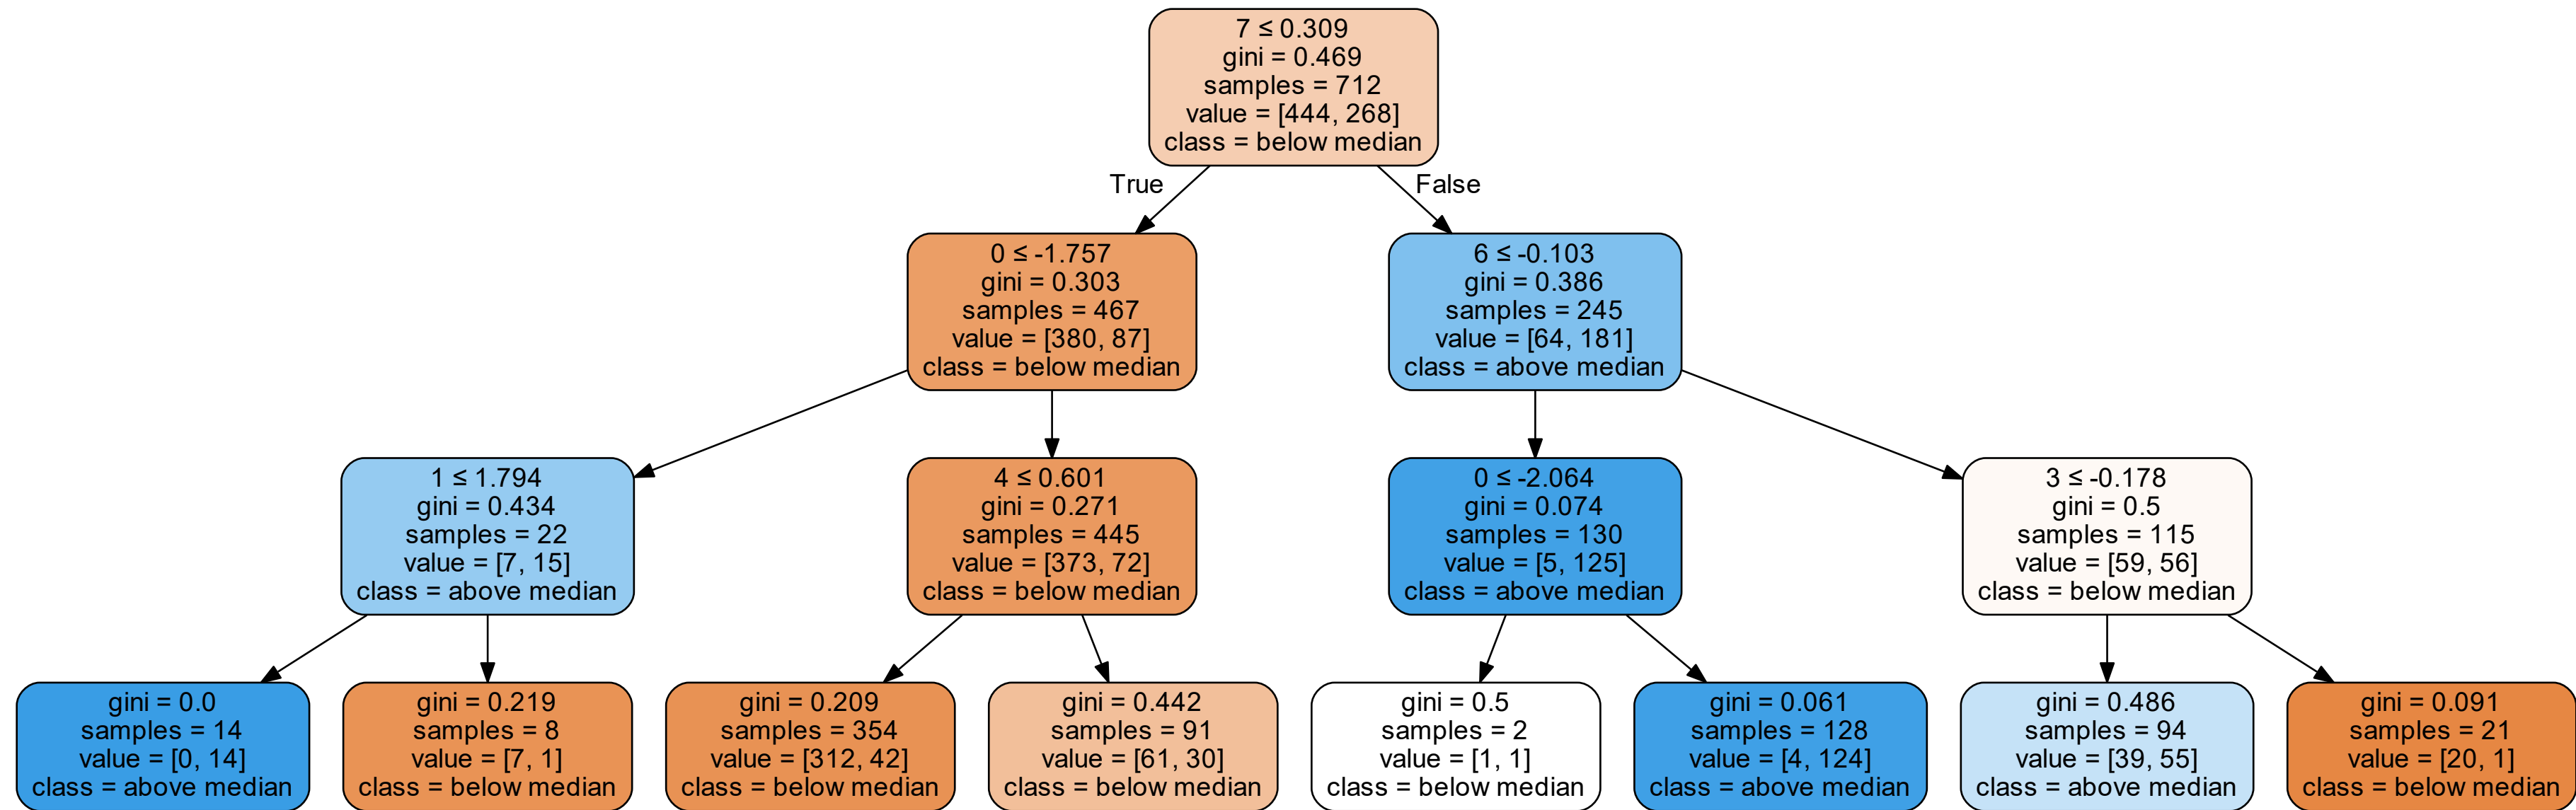 7 ≤ 0.309
gini = 0.469
samples = 712
value = [444, 268]
class = below median
True
False
0 ≤ -1.757
gini = 0.303
samples = 467
value = [380, 87]
class = below median
6 ≤ -0.103
gini = 0.386
samples = 245
value = [64, 181]
class = above median
1 ≤ 1.794
gini = 0.434
samples = 22
value = [7, 15]
class = above median
4 ≤ 0.601
gini = 0.271
samples = 445
value = [373, 72]
class = below median
0 ≤ -2.064
gini = 0.074
samples = 130
value = [5, 125]
class = above median
3 ≤ -0.178
gini = 0.5
samples = 115
value = [59, 56]
class = below median
gini = 0.0
samples = 14
value = [0, 14]
class = above median
gini = 0.219
samples = 8
value = [7, 1]
class = below median
gini = 0.209
samples = 354
value = [312, 42]
class = below median
gini = 0.442
samples = 91
value = [61, 30]
class = below median
gini = 0.5
samples = 2
value = [1, 1]
class = below median
gini = 0.061
samples = 128
value = [4, 124]
class = above median
gini = 0.486
samples = 94
value = [39, 55]
class = above median
gini = 0.091
samples = 21
value = [20, 1]
class = below median